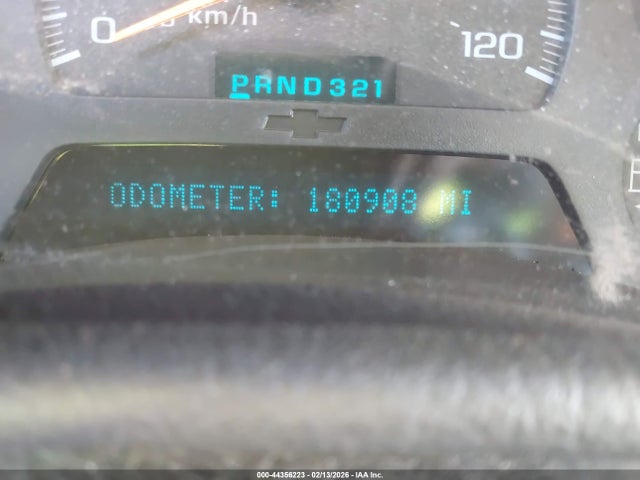 0 km/h 120
PRND321
ODOMETER: 180908 MI
000-44356223 - 02/13/2026 - IAA Inc.